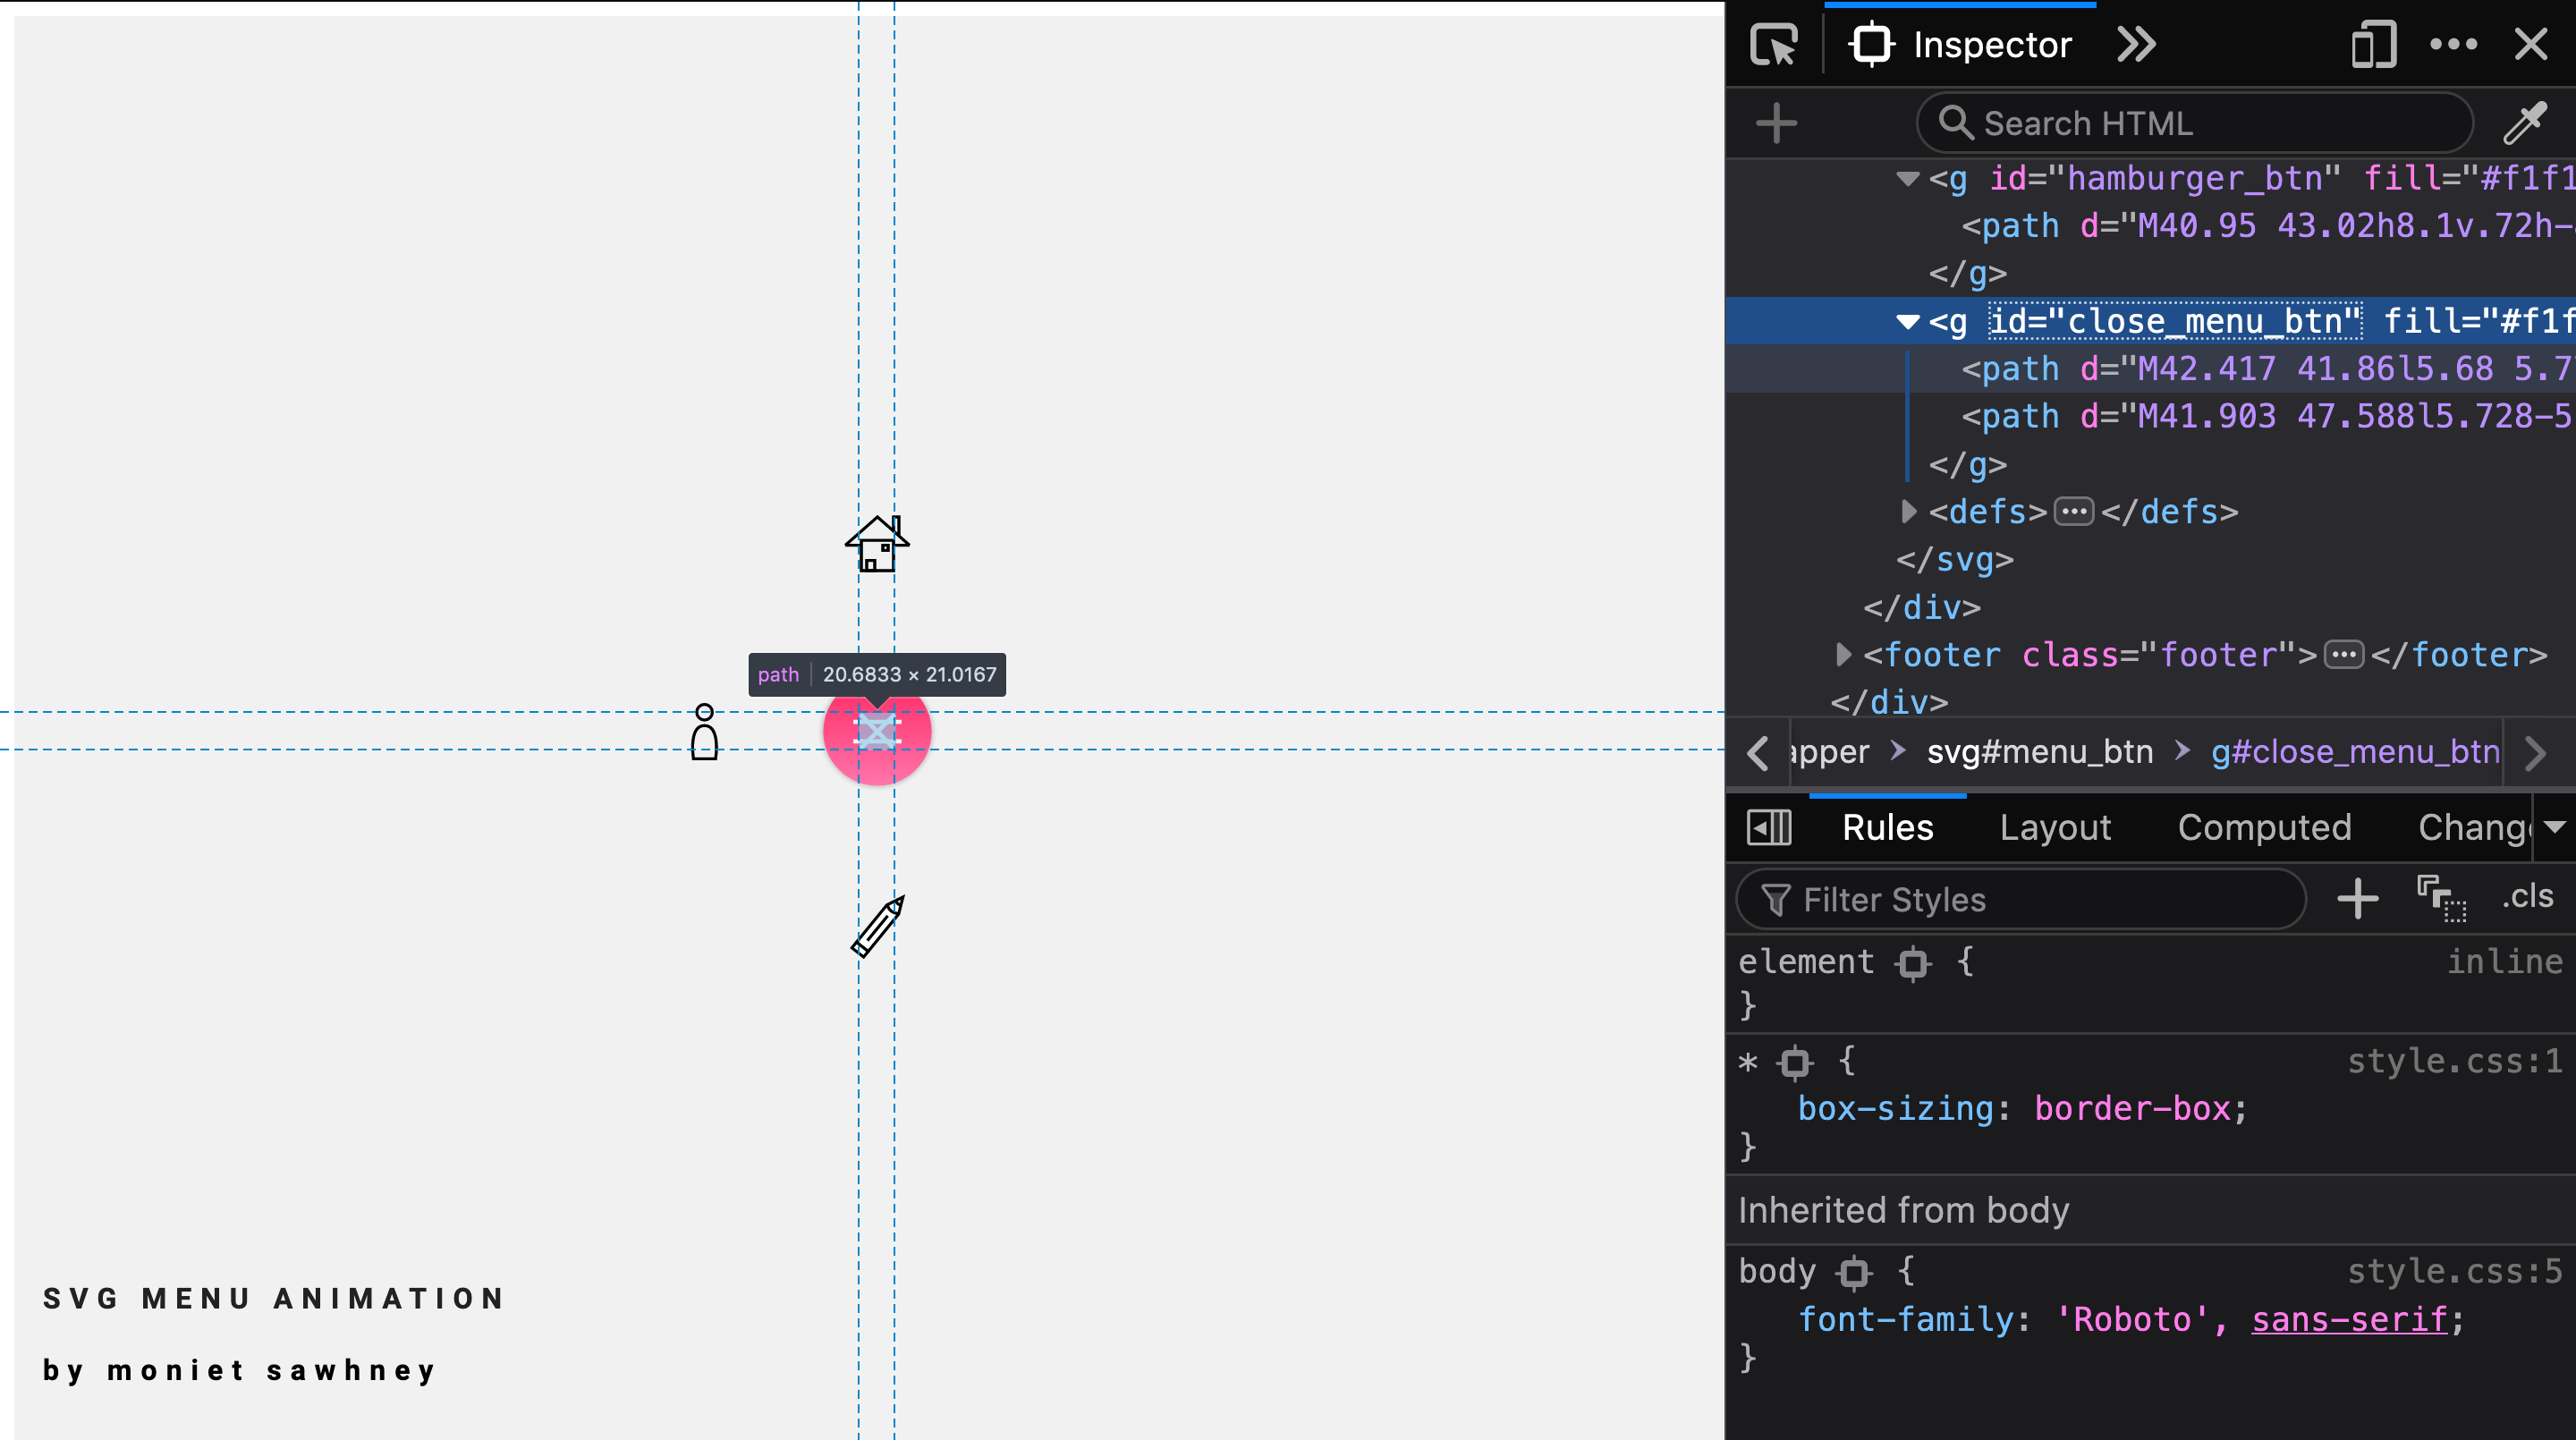 Inspector
Search HTML
<g id="hamburger_btn" fill="#f1f1
<path d="M40.95 43.02h8.1v.72h-
</g>
<g id="close_menu_btn" fill="#f1f
<path d="M42.417 41.86l5.68 5.7
<path d="M41.903 47.588l5.728-5
</g>
<defs>…</defs>
</svg>
</div>
<footer class="footer">…</footer>
</div>
apper svg#menu_btn g#close_menu_btn
Rules Layout Computed Chang
Filter Styles .cls
element { inline
}
* { style.css:1
box-sizing: border-box;
}
Inherited from body
body { style.css:5
font-family: 'Roboto', sans-serif;
}
path 20.6833 × 21.0167
SVG MENU ANIMATION
by moniet sawhney